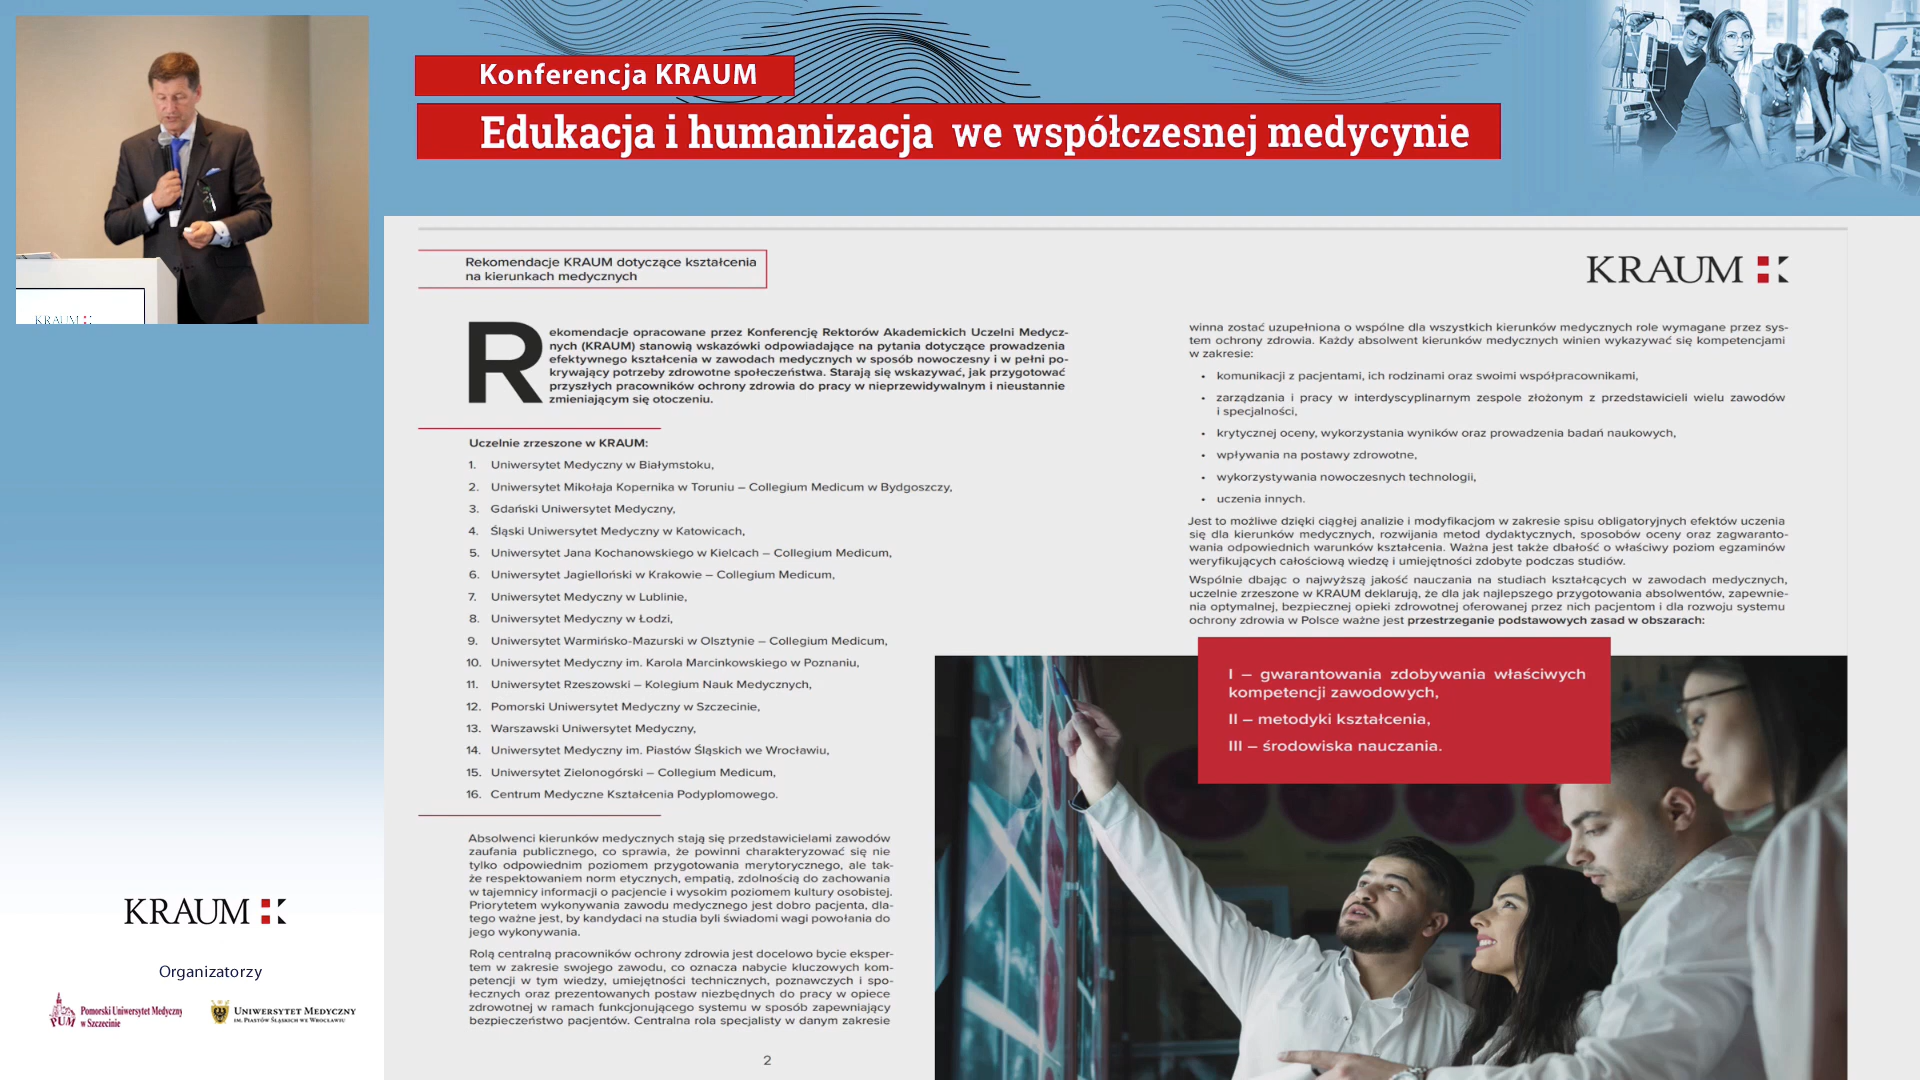 Konferencja KRAUM
Edukacja i humanizacja we współczesnej medycynie
KRAUM
Rekomendacje KRAUM dotyczące kształcenia
na kierunkach medycznych
KRAUM
Rekomendacje opracowane przez Konferencję Rektorów Akademickich Uczelni Medycz-
nych (KRAUM) stanowią wskazówki odpowiadające na pytania dotyczące prowadzenia
efektywnego kształcenia w zawodach medycznych w sposób nowoczesny i w pełni po-
krywający potrzeby zdrowotne społeczeństwa. Starają się wskazywać, jak przygotować
przyszłych pracowników ochrony zdrowia do pracy w nieprzewidywalnym i nieustannie
zmieniającym się otoczeniu.
Uczelnie zrzeszone w KRAUM:
1. Uniwersytet Medyczny w Białymstoku,
2. Uniwersytet Mikołaja Kopernika w Toruniu – Collegium Medicum w Bydgoszczy,
3. Gdański Uniwersytet Medyczny,
4. Śląski Uniwersytet Medyczny w Katowicach,
5. Uniwersytet Jana Kochanowskiego w Kielcach – Collegium Medicum,
6. Uniwersytet Jagielloński w Krakowie – Collegium Medicum,
7. Uniwersytet Medyczny w Lublinie,
8. Uniwersytet Medyczny w Łodzi,
9. Uniwersytet Warmińsko-Mazurski w Olsztynie – Collegium Medicum,
10. Uniwersytet Medyczny im. Karola Marcinkowskiego w Poznaniu,
11. Uniwersytet Rzeszowski – Kolegium Nauk Medycznych,
12. Pomorski Uniwersytet Medyczny w Szczecinie,
13. Warszawski Uniwersytet Medyczny,
14. Uniwersytet Medyczny im. Piastów Śląskich we Wrocławiu,
15. Uniwersytet Zielonogórski – Collegium Medicum,
16. Centrum Medyczne Kształcenia Podyplomowego.
Absolwenci kierunków medycznych stają się przedstawicielami zawodów
zaufania publicznego, co sprawia, że powinni charakteryzować się nie
tylko odpowiednim poziomem przygotowania merytorycznego, ale tak-
że respektowaniem norm etycznych, empatią, zdolnością do zachowania
w tajemnicy informacji o pacjencie i wysokim poziomem kultury osobistej.
Priorytetem wykonywania zawodu medycznego jest dobro pacjenta, dla-
tego ważne jest, by kandydaci na studia byli świadomi wagi powołania do
jego wykonywania.
Rolą centralną pracowników ochrony zdrowia jest docelowo bycie eksper-
tem w zakresie swojego zawodu, co oznacza nabycie kluczowych kom-
petencji w tym wiedzy, umiejętności technicznych, poznawczych i spo-
łecznych oraz prezentowanych postaw niezbędnych do pracy w opiece
zdrowotnej w ramach funkcjonującego systemu w sposób zapewniający
bezpieczeństwo pacjentów. Centralna rola specjalisty w danym zakresie
2
winna zostać uzupełniona o wspólne dla wszystkich kierunków medycznych role wymagane przez sys-
tem ochrony zdrowia. Każdy absolwent kierunków medycznych winien wykazywać się kompetencjami
w zakresie:
• komunikacji z pacjentami, ich rodzinami oraz swoimi współpracownikami,
• zarządzania i pracy w interdyscyplinarnym zespole złożonym z przedstawicieli wielu zawodów
i specjalności,
• krytycznej oceny, wykorzystania wyników oraz prowadzenia badań naukowych,
• wpływania na postawy zdrowotne,
• wykorzystywania nowoczesnych technologii,
• uczenia innych.
Jest to możliwe dzięki ciągłej analizie i modyfikacjom w zakresie spisu obligatoryjnych efektów uczenia
się dla kierunków medycznych, rozwijania metod dydaktycznych, sposobów oceny oraz zagwaranto-
wania odpowiednich warunków kształcenia. Ważna jest także dbałość o właściwy poziom egzaminów
weryfikujących całościową wiedzę i umiejętności zdobyte podczas studiów.
Wspólnie dbając o najwyższą jakość nauczania na studiach kształcących w zawodach medycznych,
uczelnie zrzeszone w KRAUM deklarują, że dla jak najlepszego przygotowania absolwentów, zapewnie-
nia optymalnej, bezpiecznej opieki zdrowotnej oferowanej przez nich pacjentom i dla rozwoju systemu
ochrony zdrowia w Polsce ważne jest przestrzeganie podstawowych zasad w obszarach:
I – gwarantowania zdobywania właściwych
kompetencji zawodowych,
II – metodyki kształcenia,
III – środowiska nauczania.
KRAUM
Organizatorzy
PUM
Pomorski Uniwersytet Medyczny
w Szczecinie
UNIWERSYTET MEDYCZNY
IM. PIASTÓW ŚLĄSKICH WE WROCŁAWIU